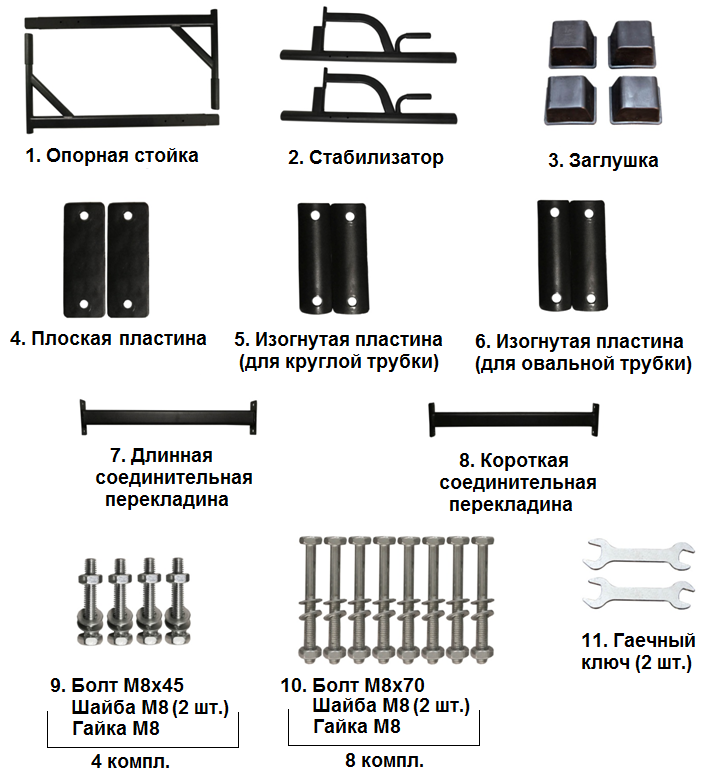 1. Опорная стойка
2. Стабилизатор
3. Заглушка
4. Плоская пластина
5. Изогнутая пластина
(для круглой трубки)
6. Изогнутая пластина
(для овальной трубки)
7. Длинная
соединительная
перекладина
8. Короткая
соединительная
перекладина
9. Болт М8х45
Шайба М8 (2 шт.)
Гайка М8
4 компл.
10. Болт М8х70
Шайба М8 (2 шт.)
Гайка М8
8 компл.
11. Гаечный
ключ (2 шт.)